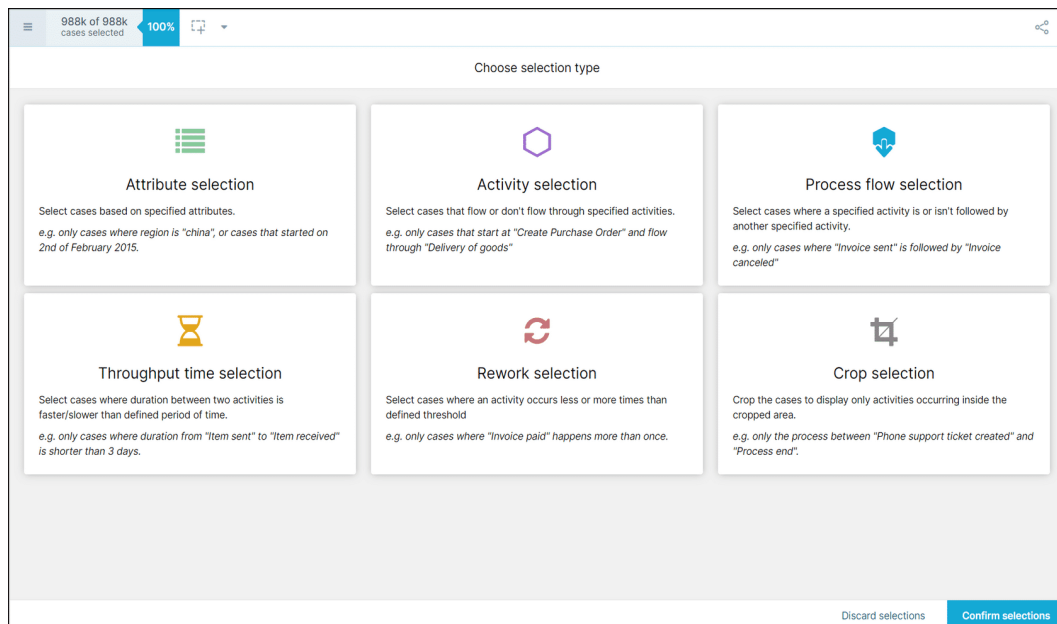 988k of 988k
cases selected
100%
Choose selection type
Attribute selection
Select cases based on specified attributes.
e.g. only cases where region is "china", or cases that started on
2nd of February 2015.
Activity selection
Select cases that flow or don't flow through specified activities.
e.g. only cases that start at "Create Purchase Order" and flow
through "Delivery of goods"
Process flow selection
Select cases where a specified activity is or isn't followed by
another specified activity.
e.g. only cases where "Invoice sent" is followed by "Invoice
canceled"
Throughput time selection
Select cases where duration between two activities is
faster/slower than defined period of time.
e.g. only cases where duration from "Item sent" to "Item received"
is shorter than 3 days.
Rework selection
Select cases where an activity occurs less or more times than
defined threshold
e.g. only cases where "Invoice paid" happens more than once.
Crop selection
Crop the cases to display only activities occurring inside the
cropped area.
e.g. only the process between "Phone support ticket created" and
"Process end".
Discard selections
Confirm selections